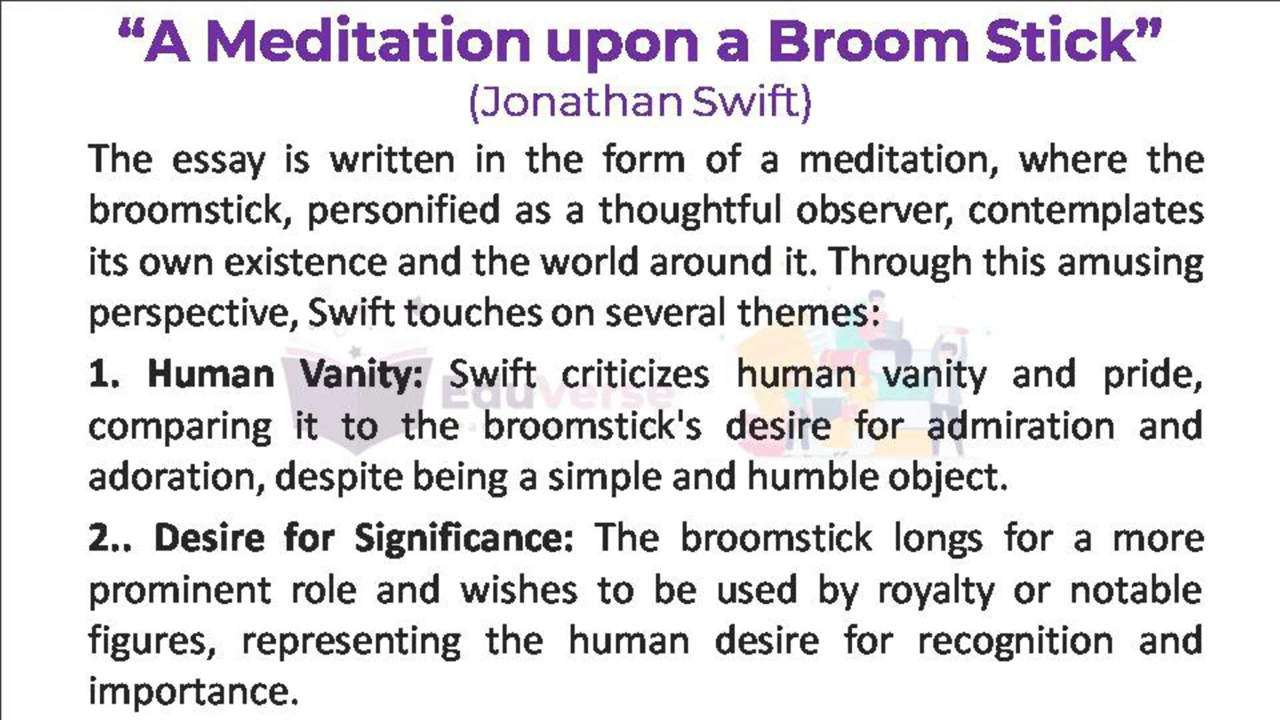 “A Meditation upon a Broom Stick”
(Jonathan Swift)
The essay is written in the form of a meditation, where the
broomstick, personified as a thoughtful observer, contemplates
its own existence and the world around it. Through this amusing
perspective, Swift touches on several themes:
1. Human Vanity: Swift criticizes human vanity and pride,
comparing it to the broomstick's desire for admiration and
adoration, despite being a simple and humble object.
2.. Desire for Significance: The broomstick longs for a more
prominent role and wishes to be used by royalty or notable
figures, representing the human desire for recognition and
importance.
EduVerse